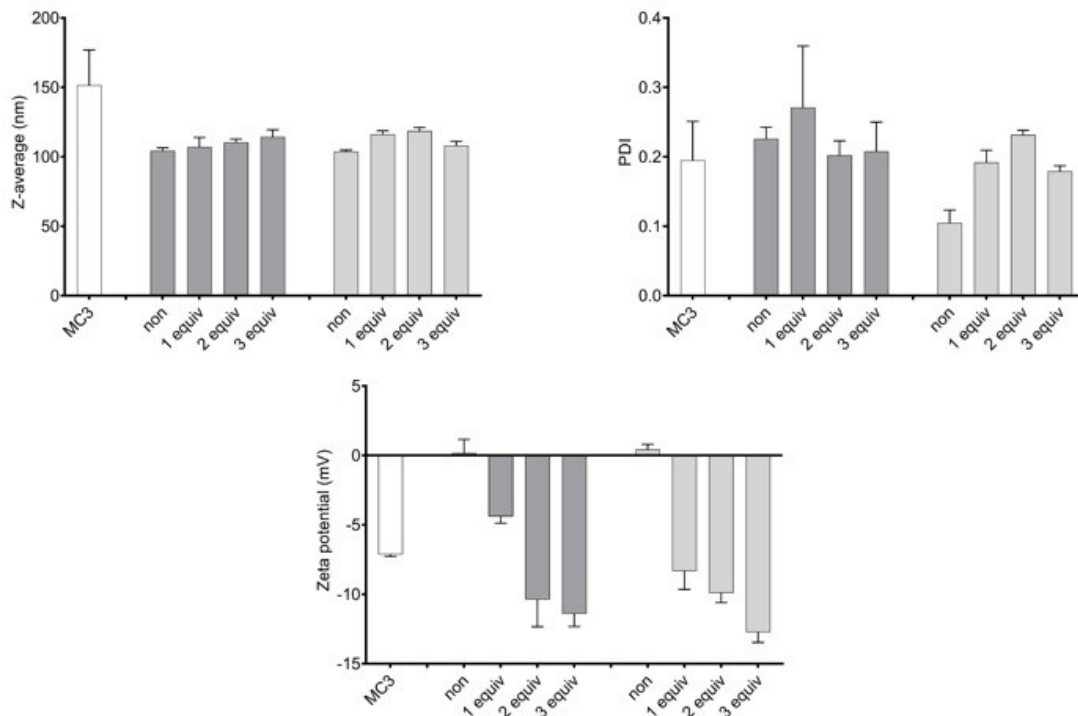 Z-average (nm)
200
150
100
50
0
MC3
non
1 equiv
2 equiv
3 equiv
non
1 equiv
2 equiv
3 equiv
PDI
0.4
0.3
0.2
0.1
0.0
MC3
non
1 equiv
2 equiv
3 equiv
non
1 equiv
2 equiv
3 equiv
Zeta potential (mV)
5
0
-5
-10
-15
MC3
non
1 equiv
2 equiv
3 equiv
non
1 equiv
2 equiv
3 equiv